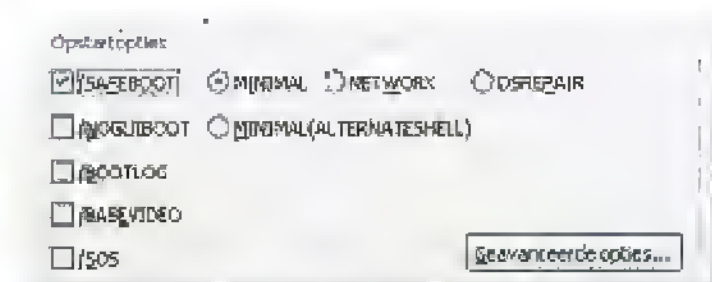 Opstartopties
/SAFEBOOT MINIMAL NETWORK DSREPAIR
/NOGUIBOOT MINIMAL(ALTERNATESHELL)
/BOOTLOG
/BASEVIDEO
/SOS Geavanceerde opties...